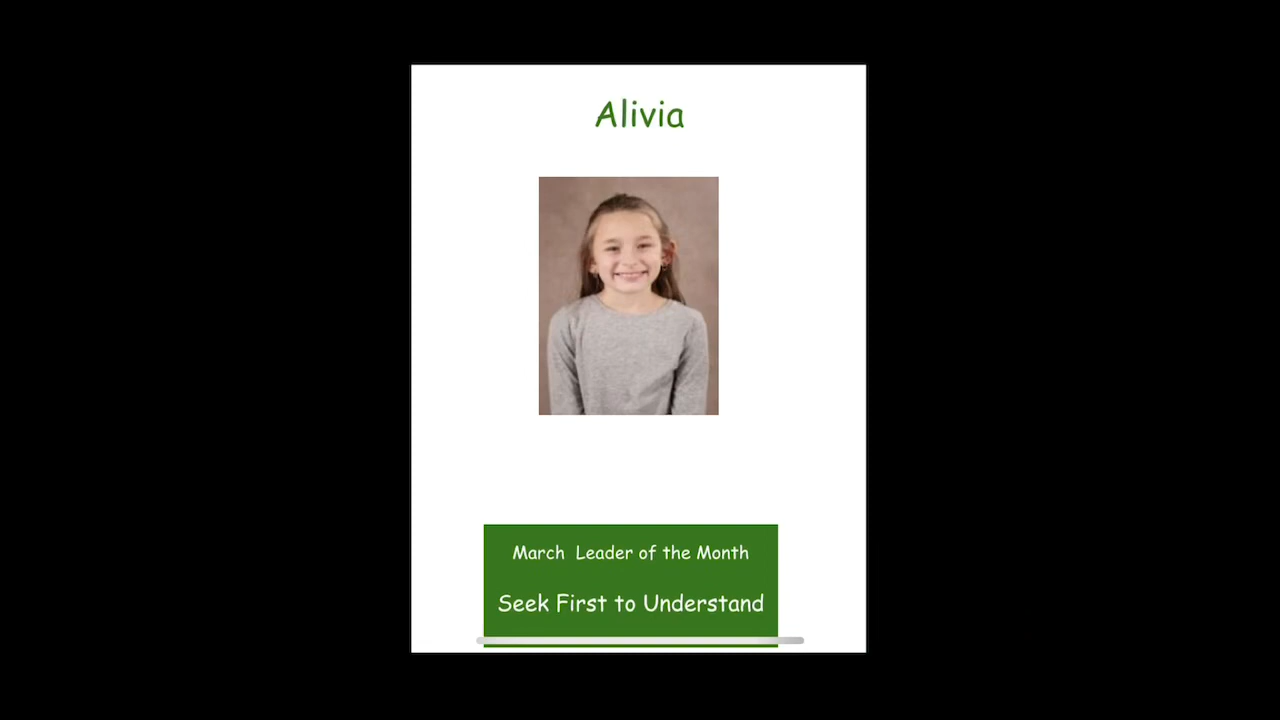 Alivia
March Leader of the Month
Seek First to Understand